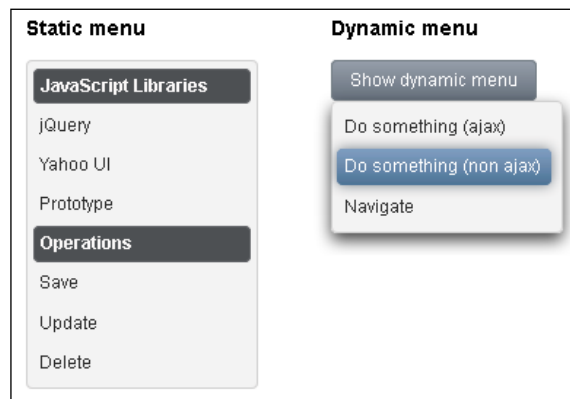 Static menu
JavaScript Libraries
jQuery
Yahoo UI
Prototype
Operations
Save
Update
Delete
Dynamic menu
Show dynamic menu
Do something (ajax)
Do something (non ajax)
Navigate